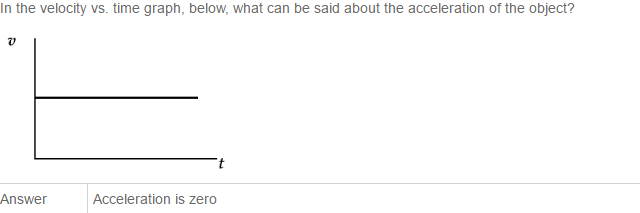 In the velocity vs. time graph, below, what can be said about the acceleration of the object?
v
t
Answer Acceleration is zero